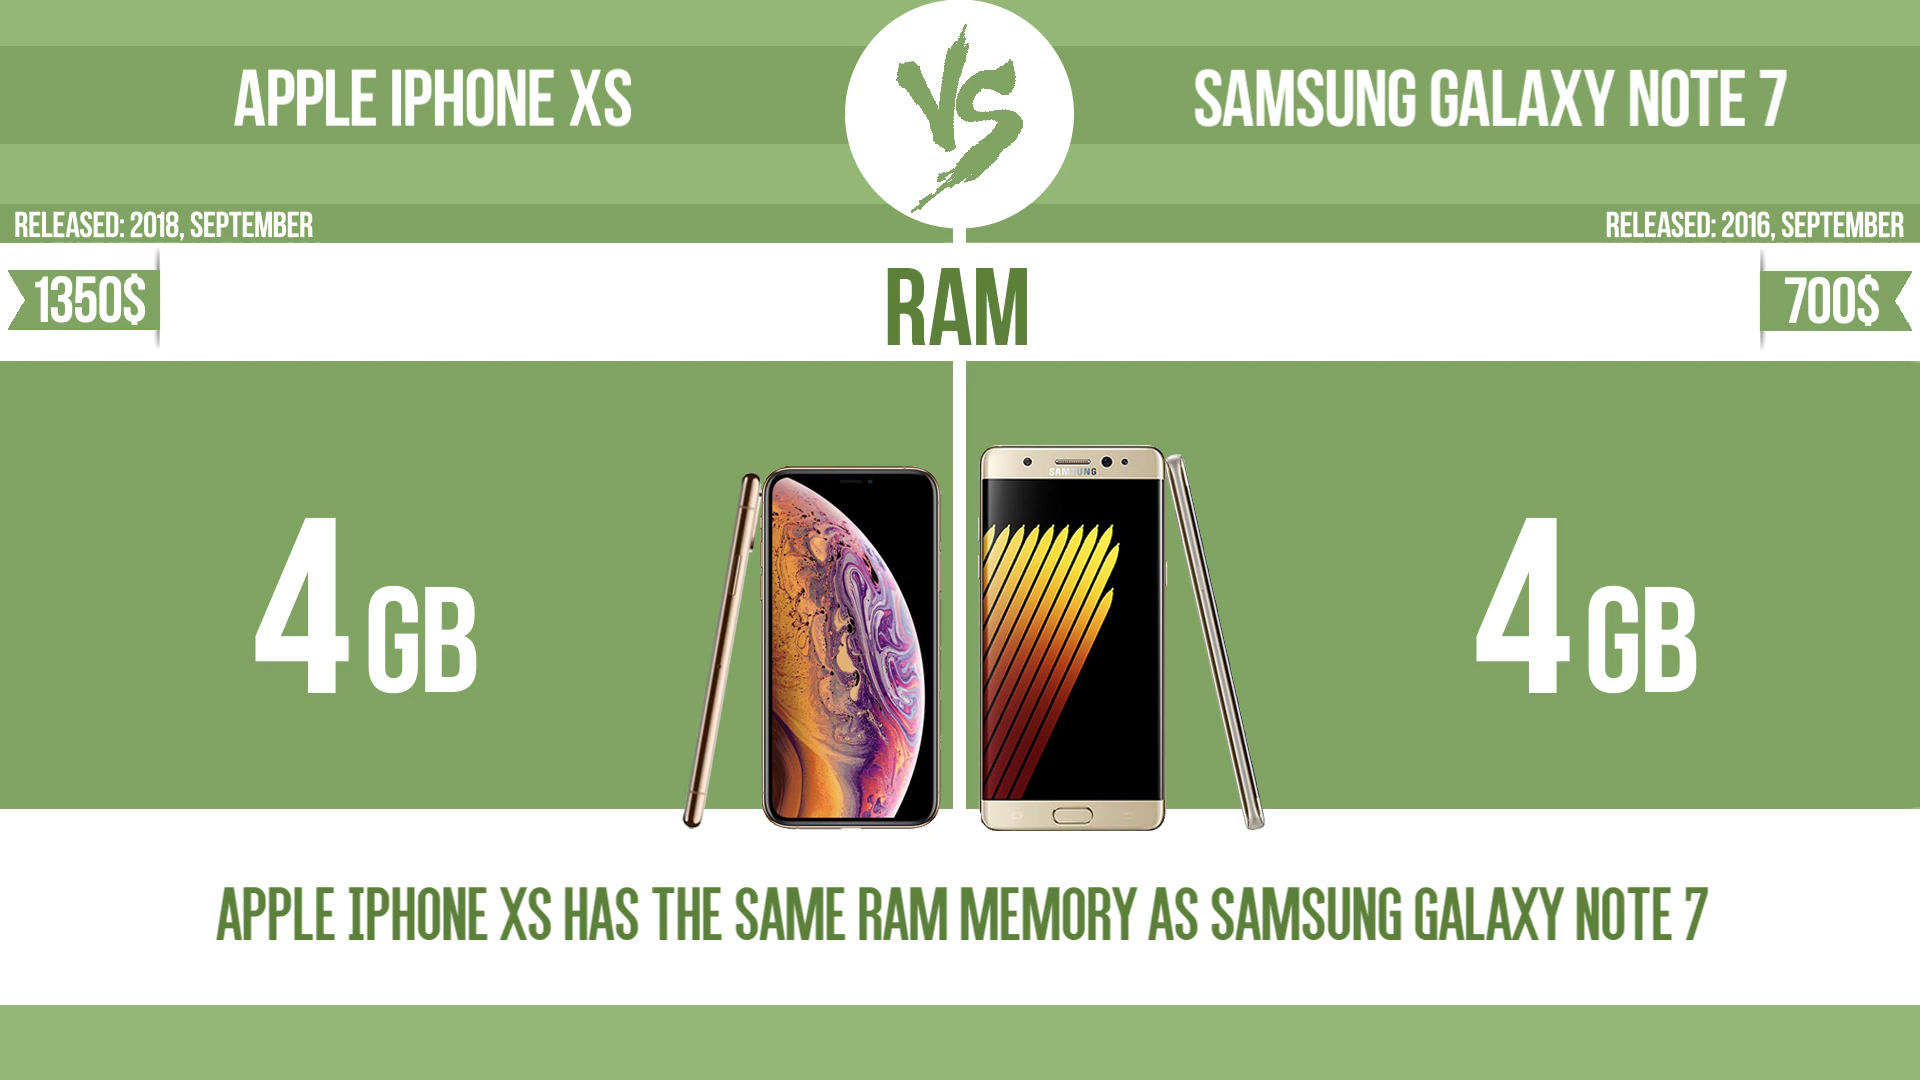 APPLE IPHONE XS
VS
SAMSUNG GALAXY NOTE 7
RELEASED: 2018, SEPTEMBER
RELEASED: 2016, SEPTEMBER
1350$
RAM
700$
SAMSUNG
4 GB
4 GB
APPLE IPHONE XS HAS THE SAME RAM MEMORY AS SAMSUNG GALAXY NOTE 7